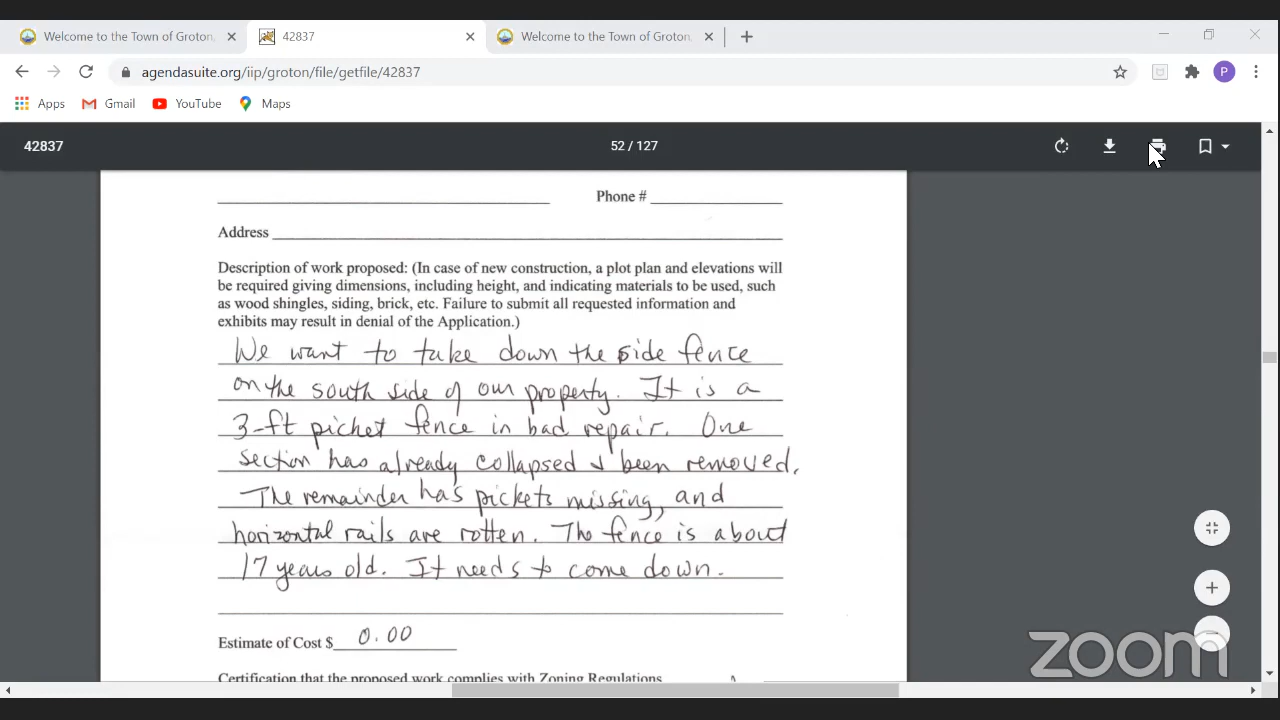 Welcome to the Town of Groton,
42837
Welcome to the Town of Groton,
agendasuite.org/iip/groton/file/getfile/42837
P
Apps
Gmail
YouTube
Maps
42837
52 / 127
Phone #
Address
Description of work proposed: (In case of new construction, a plot plan and elevations will
be required giving dimensions, including height, and indicating materials to be used, such
as wood shingles, siding, brick, etc. Failure to submit all requested information and
exhibits may result in denial of the Application.)
We want to take down the side fence
on the south side of our property. It is a
3-ft picket fence in bad repair. One
section has already collapsed & been removed.
The remainder has pickets missing, and
horizontal rails are rotten. The fence is about
17 years old. It needs to come down.
Estimate of Cost $ 0.00
Certification that the proposed work complies with Zoning Regulations
zoom